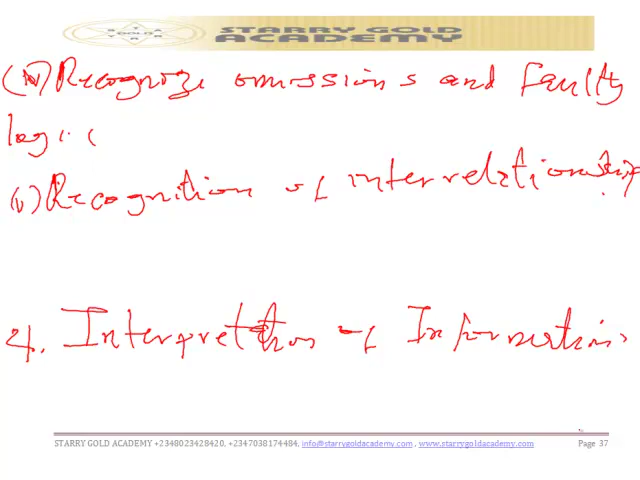 STARRY GOLD
ACADEMY
(iv) Recognize omissions and faulty
logic
(v) Recognition of interrelationship
4. Interpretation of Information
STARRY GOLD ACADEMY +2348023428420, +2347038174484, info@starrygoldacademy.com , www.starrygoldacademy.com Page 37